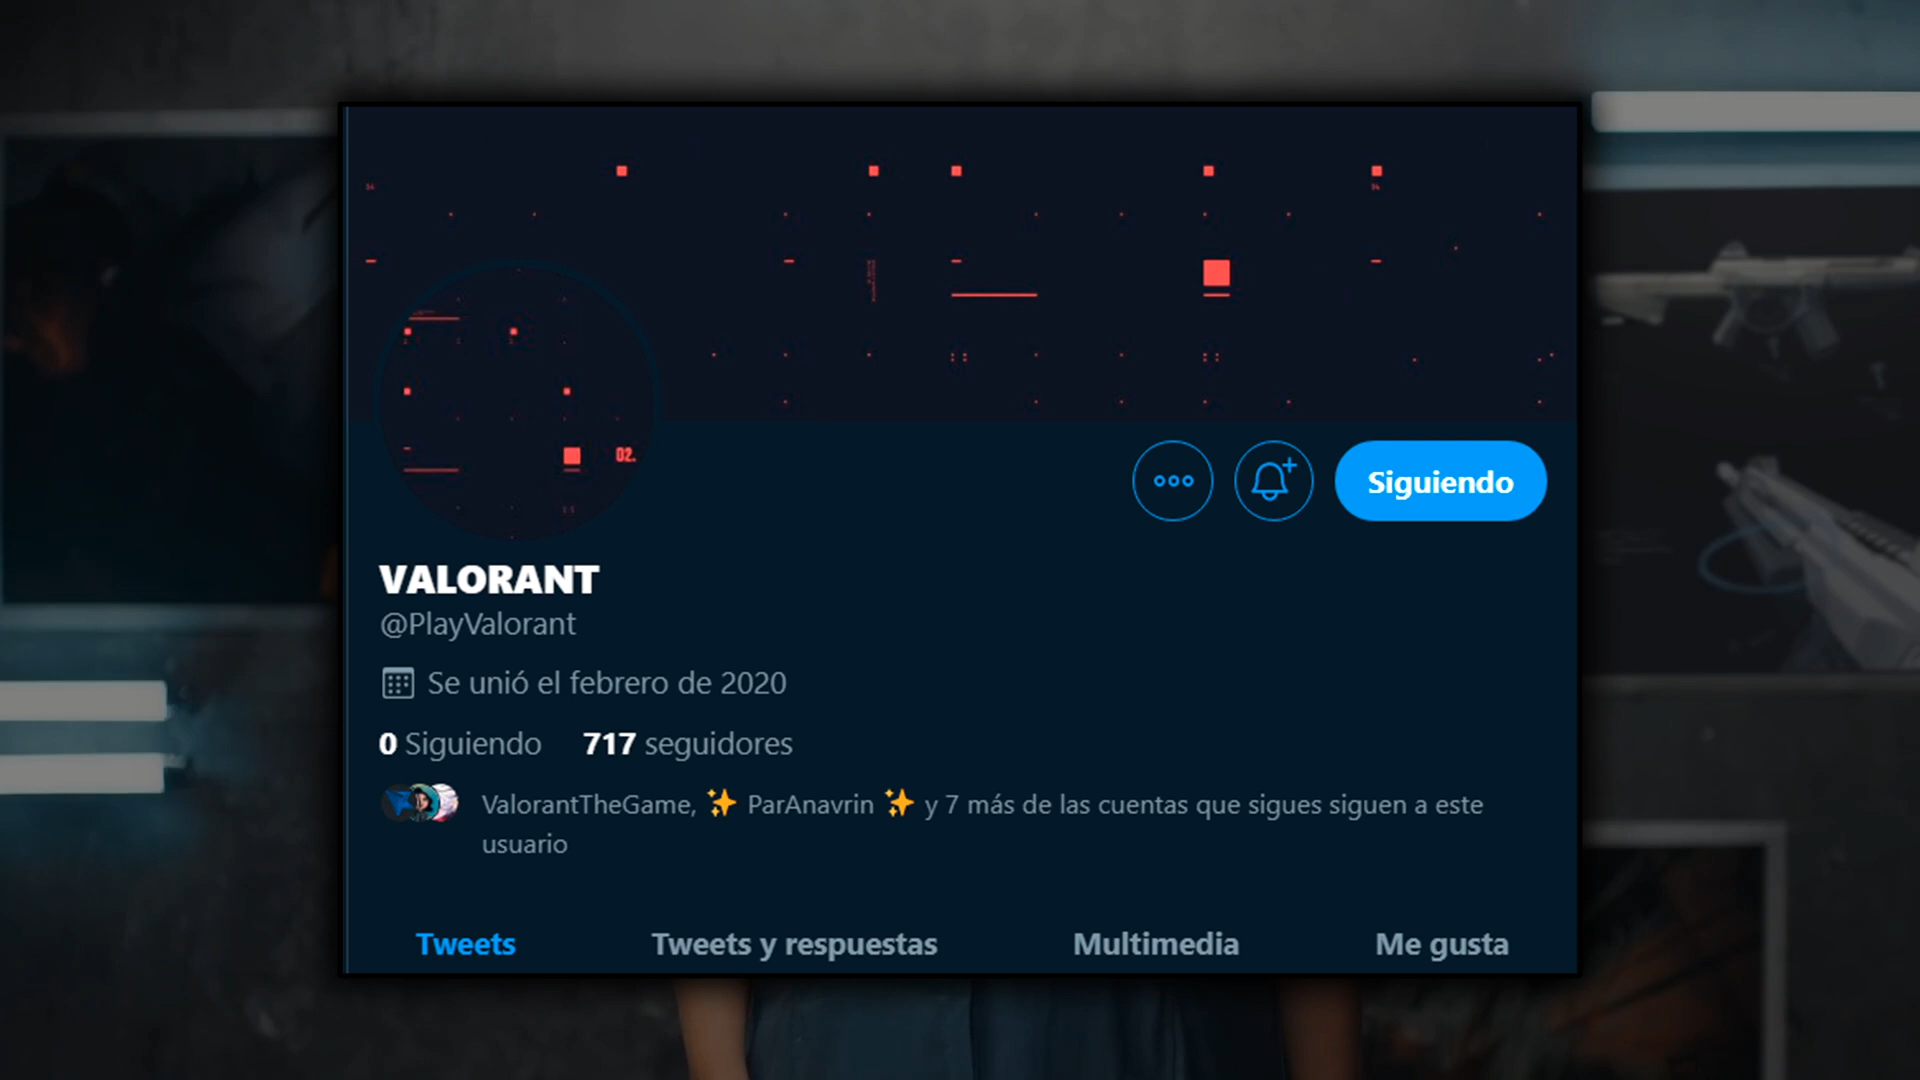 02.
Siguiendo
VALORANT
@PlayValorant
Se unió el febrero de 2020
0 Siguiendo 717 seguidores
ValorantTheGame, ✨ ParAnavrin ✨ y 7 más de las cuentas que sigues siguen a este
usuario
Tweets Tweets y respuestas Multimedia Me gusta